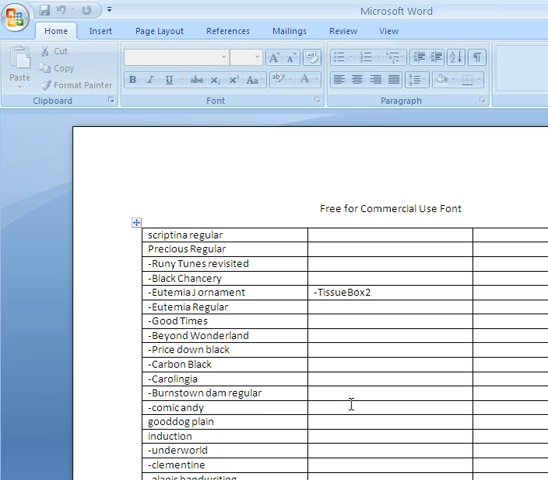 Microsoft Word
Home Insert Page Layout References Mailings Review View
Paste
Cut
Copy
Format Painter
Clipboard Font Paragraph
Free for Commercial Use Font
scriptina regular
Precious Regular
-Runy Tunes revisited
-Black Chancery
-Eutemia J ornament -TissueBox2
-Eutemia Regular
-Good Times
-Beyond Wonderland
-Price down black
-Carbon Black
-Carolingia
-Burnstown dam regular
-comic andy
gooddog plain
induction
-underworld
-clementine